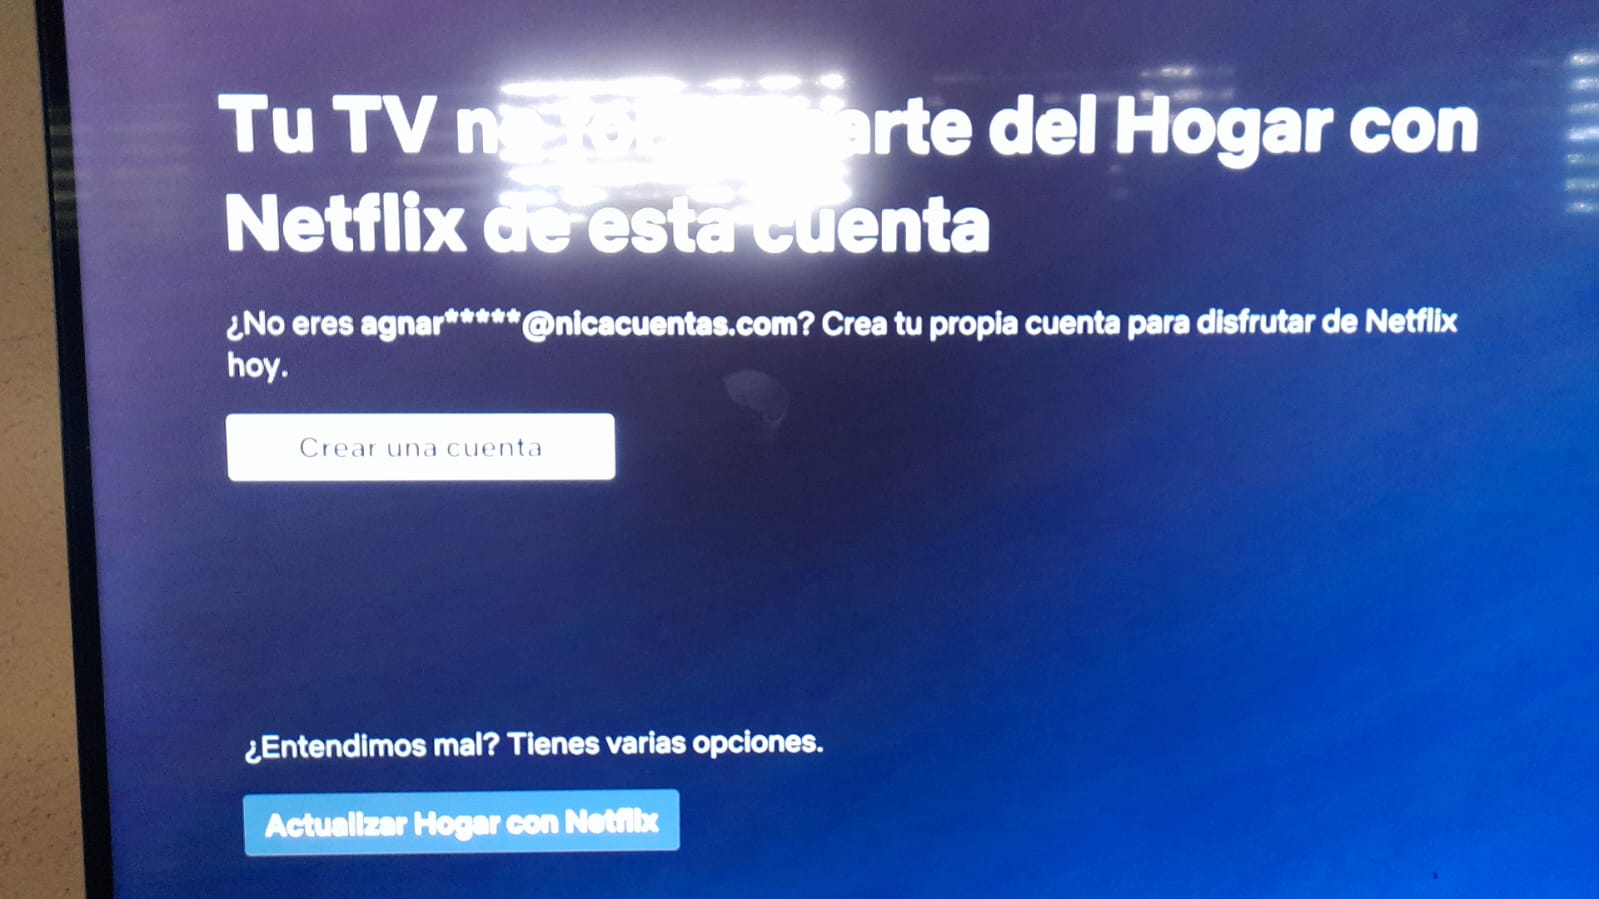 Tu TV no arte del Hogar con
Netflix de esta cuenta
¿No eres agnar*****@nicacuentas.com? Crea tu propia cuenta para disfrutar de Netflix
hoy.
Crear una cuenta
¿Entendimos mal? Tienes varias opciones.
Actualizar Hogar con Netflix